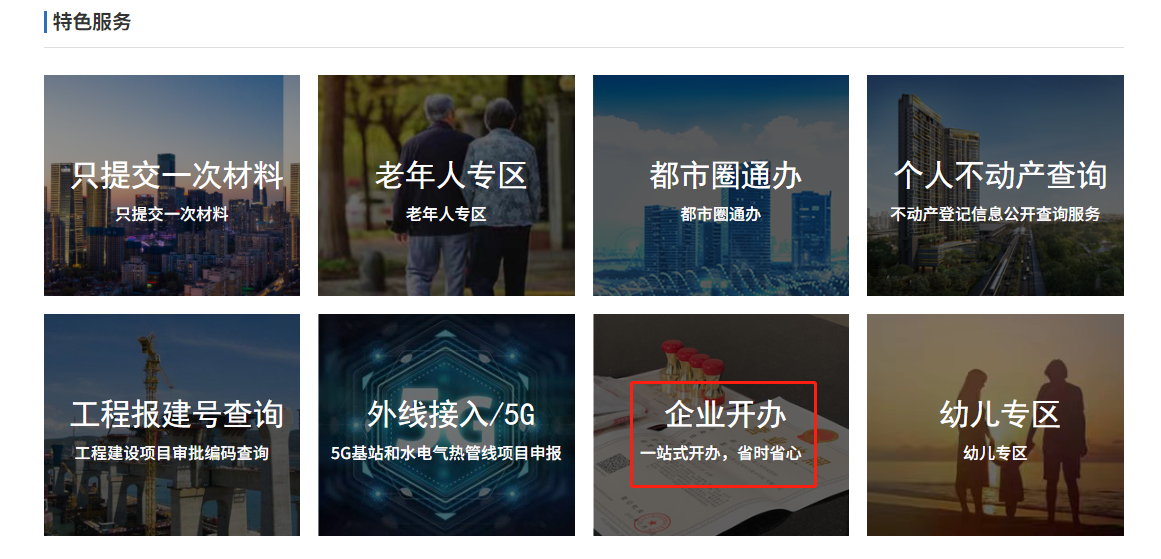 特色服务
只提交一次材料
只提交一次材料
老年人专区
老年人专区
都市圈通办
都市圈通办
个人不动产查询
不动产登记信息公开查询服务
工程报建号查询
工程建设项目审批编码查询
外线接入/5G
5G基站和水电气热管线项目申报
企业开办
一站式开办，省时省心
幼儿专区
幼儿专区